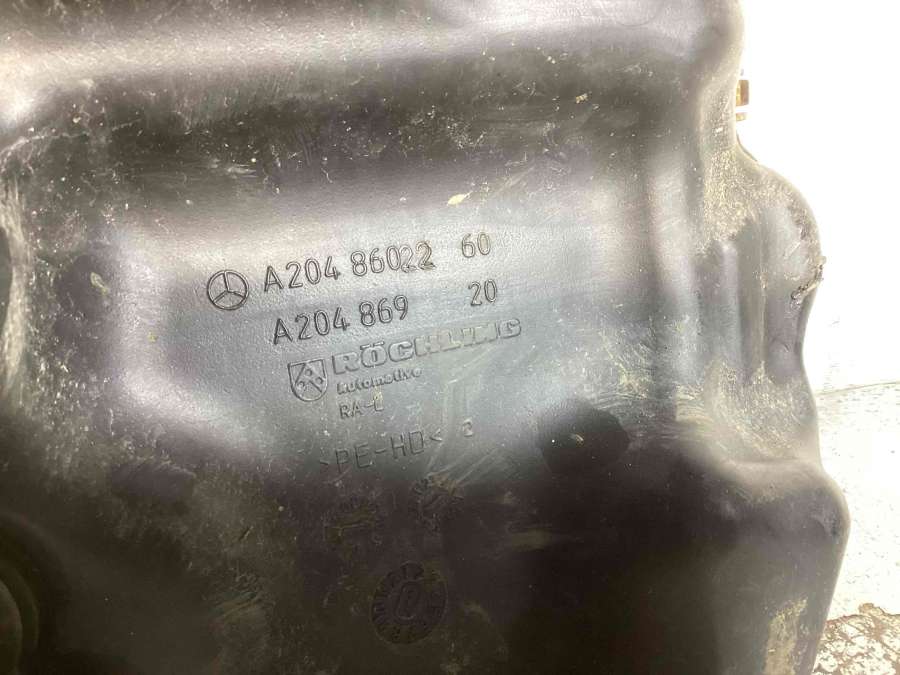 A204 86022 60
A204 869 20
RÖCHLING
Automotive
RA-L
>PE-HD<